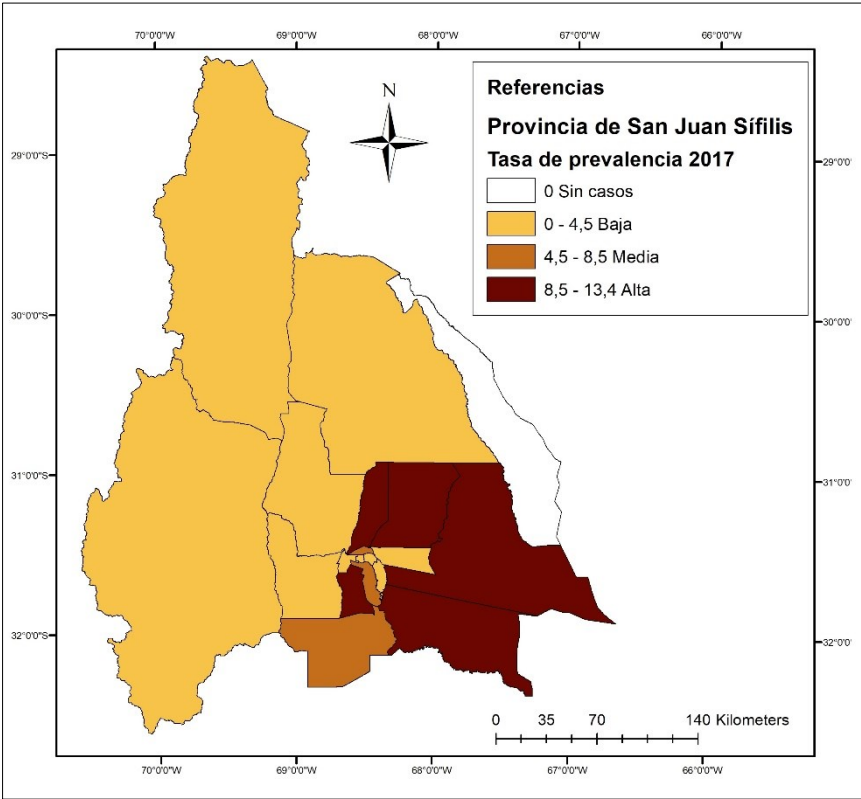 70°0'0"W 69°0'0"W 68°0'0"W 67°0'0"W 66°0'0"W
N
Referencias
Provincia de San Juan Sífilis
Tasa de prevalencia 2017
0 Sin casos
0 - 4,5 Baja
4,5 - 8,5 Media
8,5 - 13,4 Alta
29°0'0"S 29°0'0"
30°0'0"S 30°0'0"
31°0'0"S 31°0'0"
32°0'0"S 32°0'0"
0 35 70 140 Kilometers
70°0'0"W 69°0'0"W 68°0'0"W 67°0'0"W 66°0'0"W